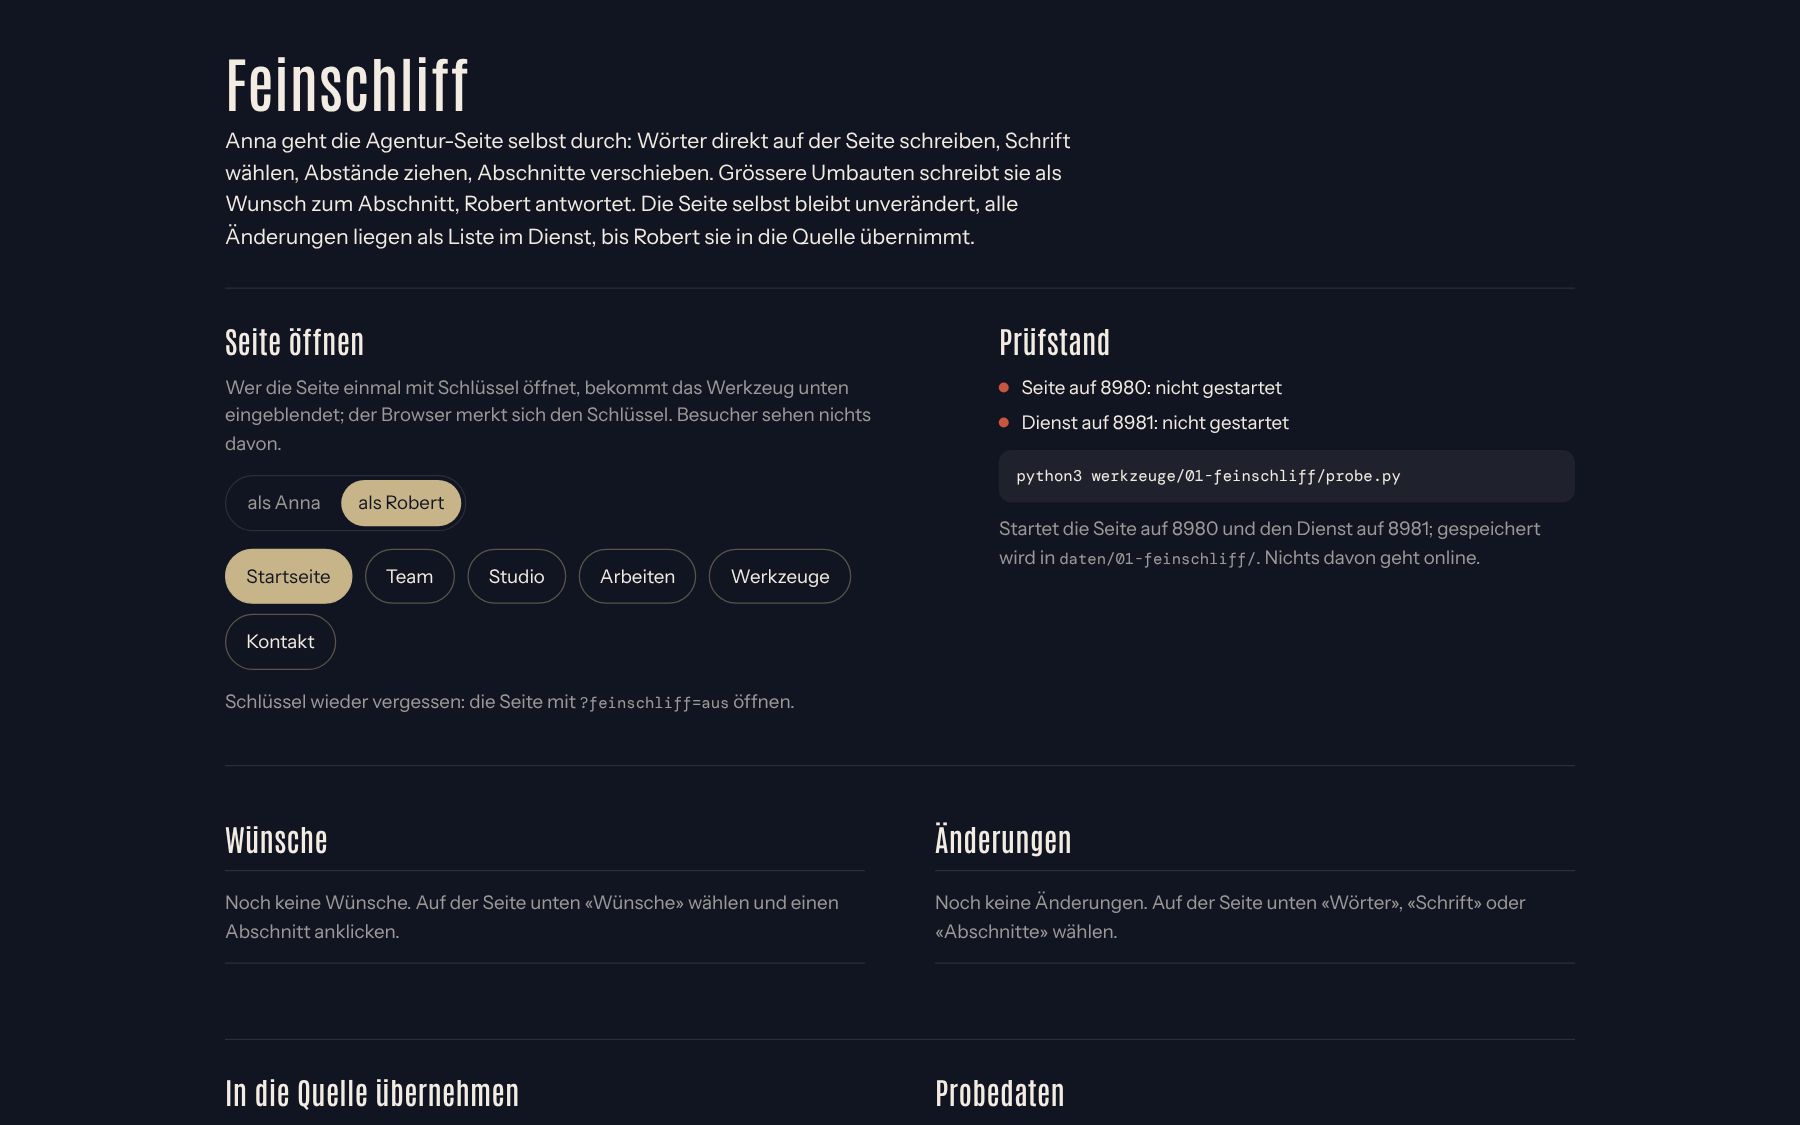 Feinschliff
Anna geht die Agentur-Seite selbst durch: Wörter direkt auf der Seite schreiben, Schrift
wählen, Abstände ziehen, Abschnitte verschieben. Grössere Umbauten schreibt sie als
Wunsch zum Abschnitt, Robert antwortet. Die Seite selbst bleibt unverändert, alle
Änderungen liegen als Liste im Dienst, bis Robert sie in die Quelle übernimmt.
Seite öffnen
Wer die Seite einmal mit Schlüssel öffnet, bekommt das Werkzeug unten
eingeblendet; der Browser merkt sich den Schlüssel. Besucher sehen nichts
davon.
als Anna
als Robert
Startseite
Team
Studio
Arbeiten
Werkzeuge
Kontakt
Schlüssel wieder vergessen: die Seite mit ?feinschliff=aus öffnen.
Prüfstand
Seite auf 8980: nicht gestartet
Dienst auf 8981: nicht gestartet
python3 werkzeuge/01-feinschliff/probe.py
Startet die Seite auf 8980 und den Dienst auf 8981; gespeichert
wird in daten/01-feinschliff/. Nichts davon geht online.
Wünsche
Noch keine Wünsche. Auf der Seite unten «Wünsche» wählen und einen
Abschnitt anklicken.
Änderungen
Noch keine Änderungen. Auf der Seite unten «Wörter», «Schrift» oder
«Abschnitte» wählen.
In die Quelle übernehmen
Probedaten